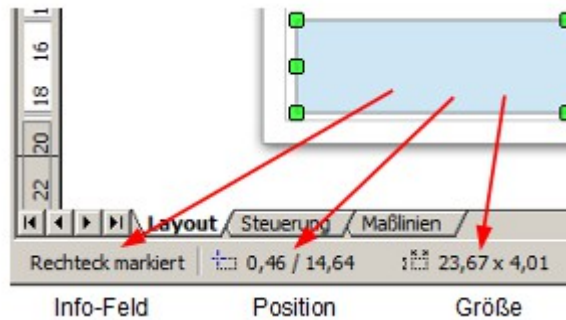 16
18
20
22
Layout Steuerung Maßlinien
Rechteck markiert 0,46 / 14,64 23,67 x 4,01
Info-Feld Position Größe